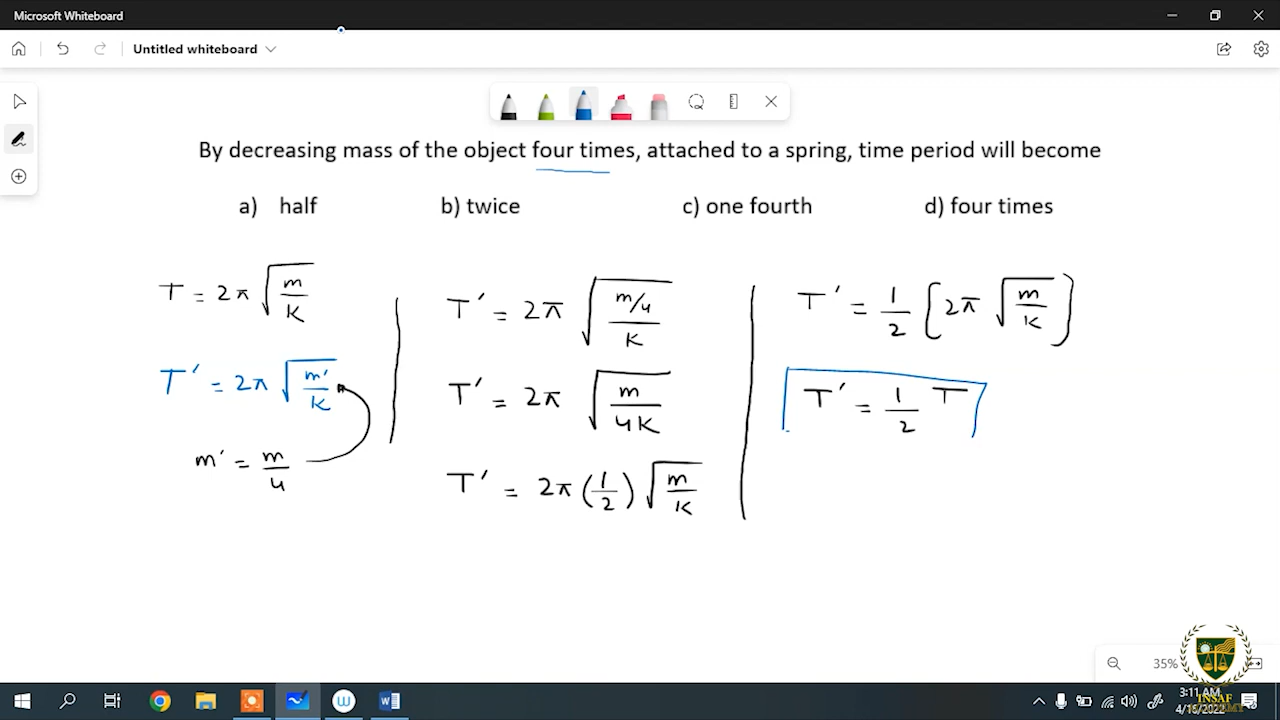 Microsoft Whiteboard
Untitled whiteboard
By decreasing mass of the object four times, attached to a spring, time period will become
a) half b) twice c) one fourth d) four times
T = 2π √(m/K)
T' = 2π √(m'/K)
m' = m/4
T' = 2π √((m/4)/K)
T' = 2π √(m/4K)
T' = 2π (1/2) √(m/K)
T' = 1/2 [2π √(m/K)]
T' = 1/2 T
35%
3:11 AM
4/16/2022
INSAF